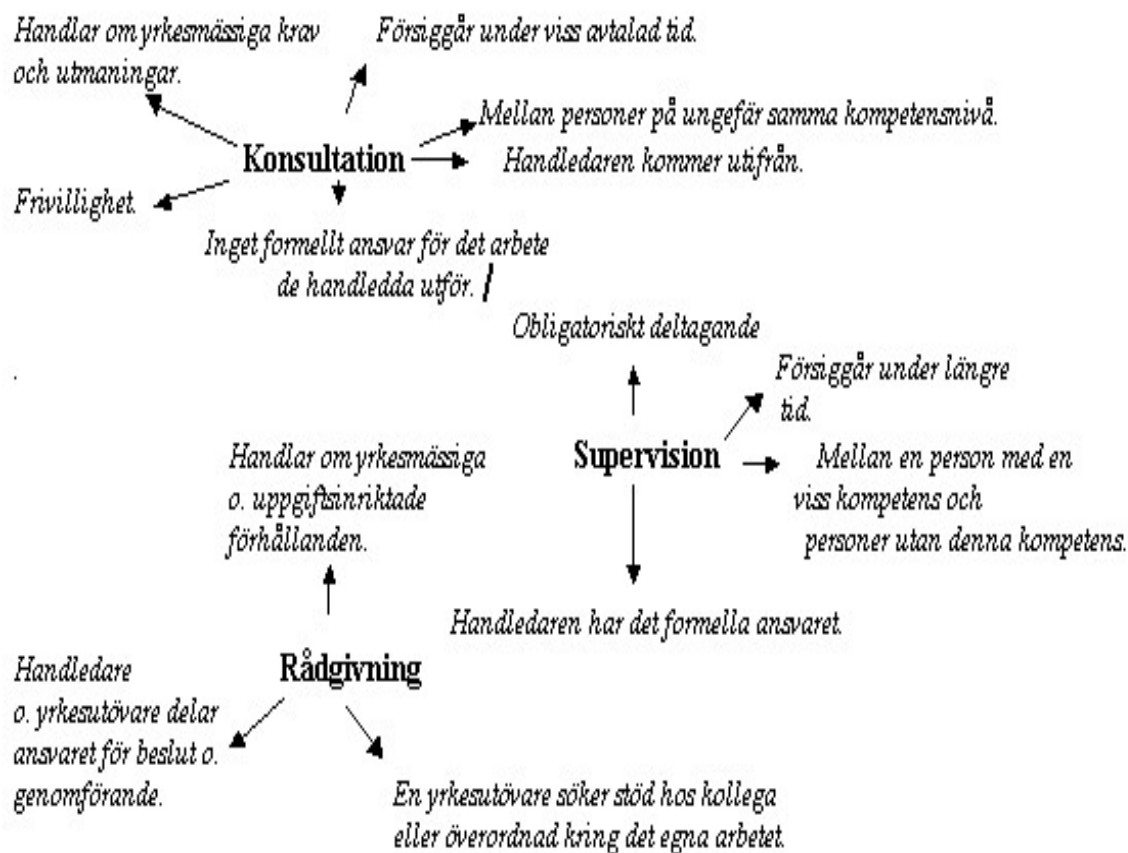 Handlar om yrkesmässiga krav
och utmaningar.
Försiggår under viss avtalad tid.
Mellan personer på ungefär samma kompetensnivå.
Konsultation
Handledaren kommer utifrån.
Frivillighet.
Inget formellt ansvar för det arbete
de handledda utför.
Obligatoriskt deltagande
Försiggår under längre
tid.
Supervision
Mellan en person med en
viss kompetens och
personer utan denna kompetens.
Handledaren har det formella ansvaret.
Handlar om yrkesmässiga
o. uppgiftsinriktade
förhållanden.
Rådgivning
Handledare
o. yrkesutövare delar
ansvaret för beslut o.
genomförande.
En yrkesutövare söker stöd hos kollega
eller överordnad kring det egna arbetet.